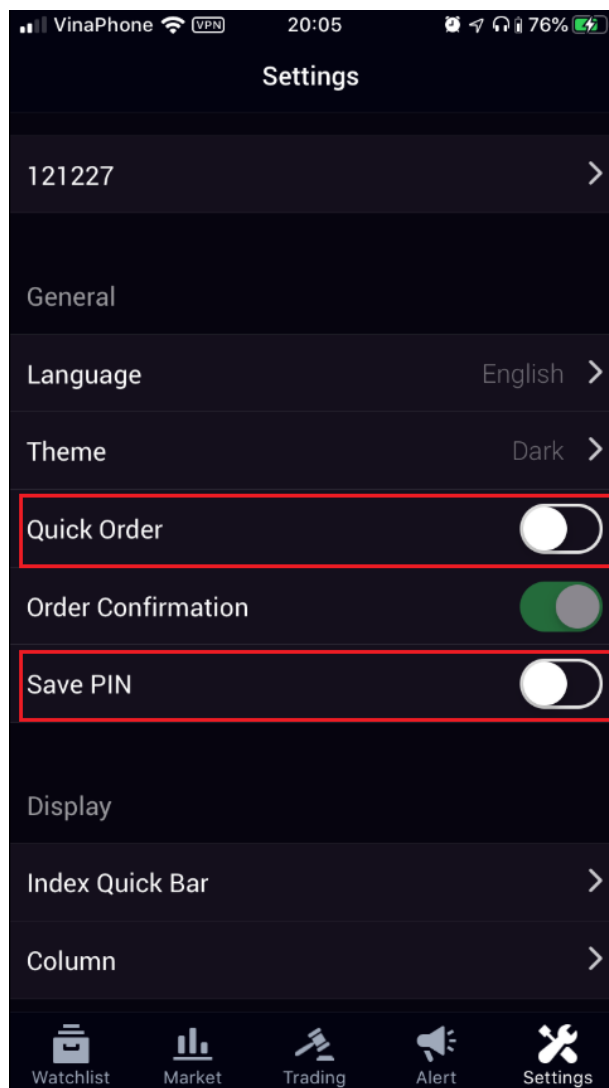 VinaPhone VPN 20:05 76%
Settings
121227
General
Language English
Theme Dark
Quick Order
Order Confirmation
Save PIN
Display
Index Quick Bar
Column
Watchlist Market Trading Alert Settings